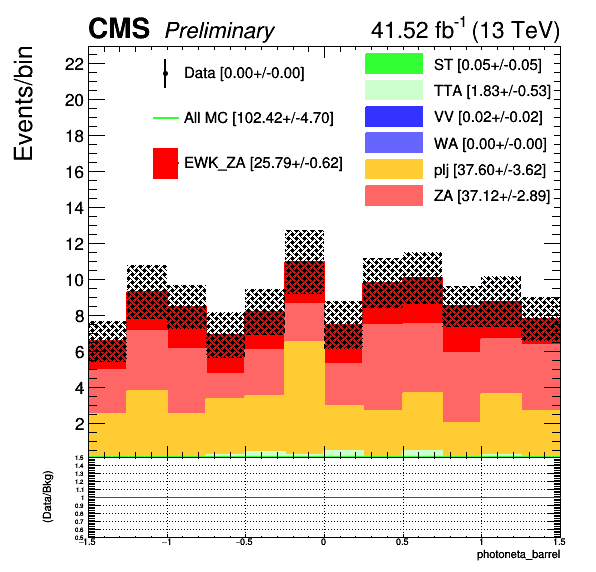 CMS Preliminary 41.52 fb-1 (13 TeV)
Events/bin
22
20
18
16
14
12
10
8
6
4
2
Data [0.00+/-0.00]
All MC [102.42+/-4.70]
EWK_ZA [25.79+/-0.62]
ST [0.05+/-0.05]
TTA [1.83+/-0.53]
VV [0.02+/-0.02]
WA [0.00+/-0.00]
plj [37.60+/-3.62]
ZA [37.12+/-2.89]
(Data/Bkg)
1.5
1.4
1.3
1.2
1.1
1
0.9
0.8
0.7
0.6
0.5
−1.5 −1 −0.5 0 0.5 1 1.5
photoneta_barrel